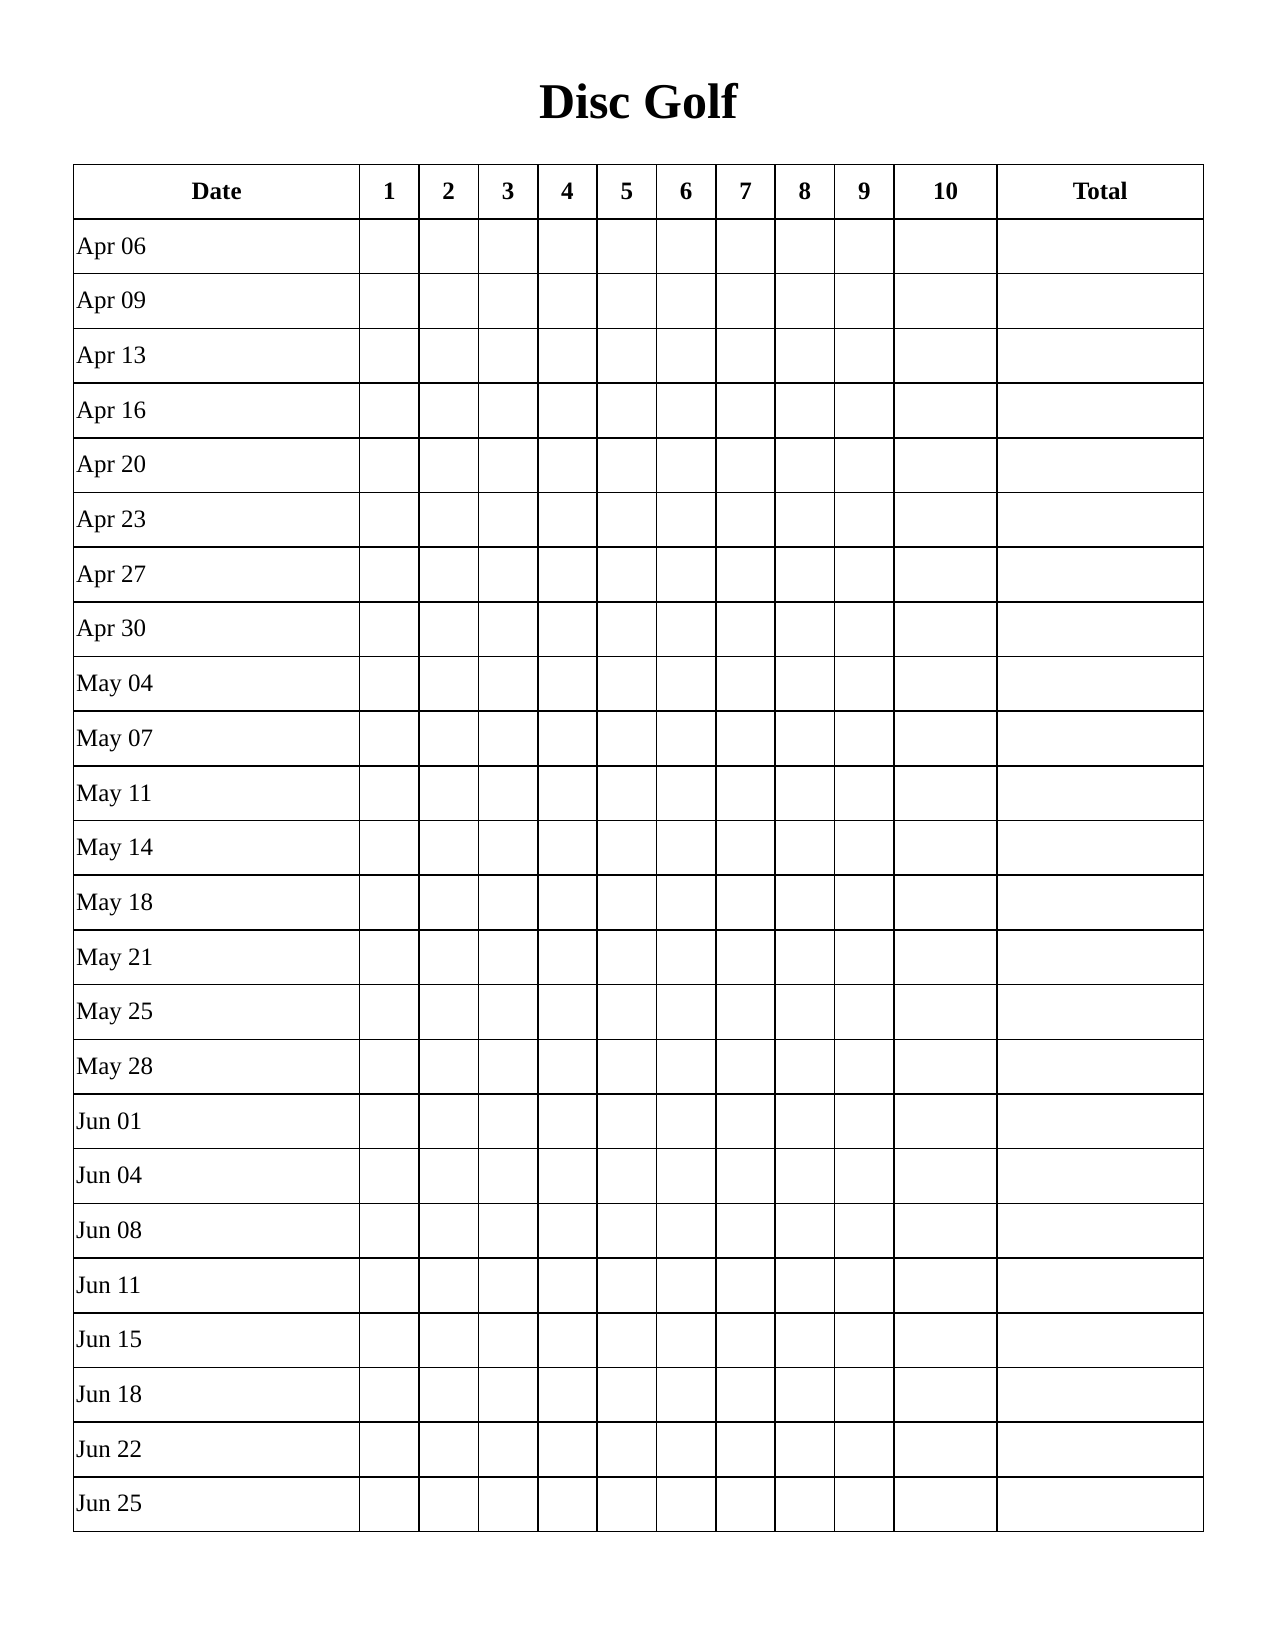 Disc Golf
Date 1 2 3 4 5 6 7 8 9 10 Total
Apr 06
Apr 09
Apr 13
Apr 16
Apr 20
Apr 23
Apr 27
Apr 30
May 04
May 07
May 11
May 14
May 18
May 21
May 25
May 28
Jun 01
Jun 04
Jun 08
Jun 11
Jun 15
Jun 18
Jun 22
Jun 25